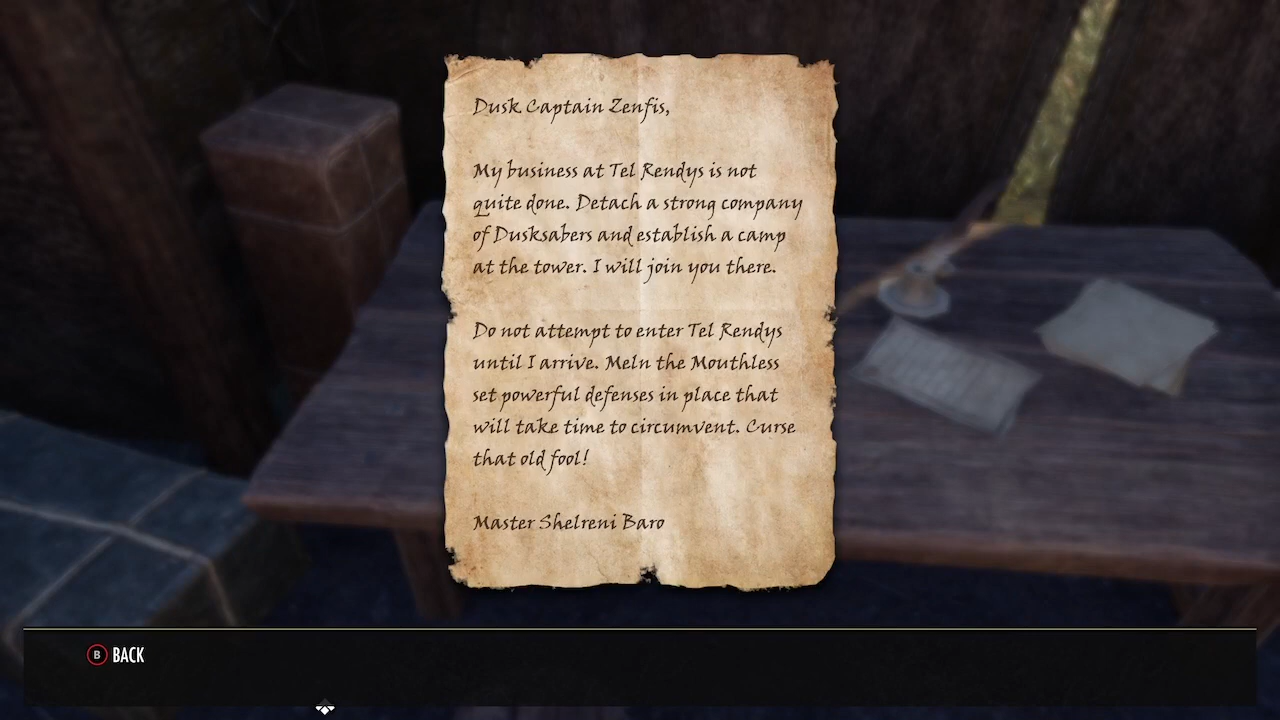 Dusk Captain Zenfis,
My business at Tel Rendys is not
quite done. Detach a strong company
of Dusksabers and establish a camp
at the tower. I will join you there.
Do not attempt to enter Tel Rendys
until I arrive. Meln the Mouthless
set powerful defenses in place that
will take time to circumvent. Curse
that old fool!
Master Shelreni Baro
B BACK